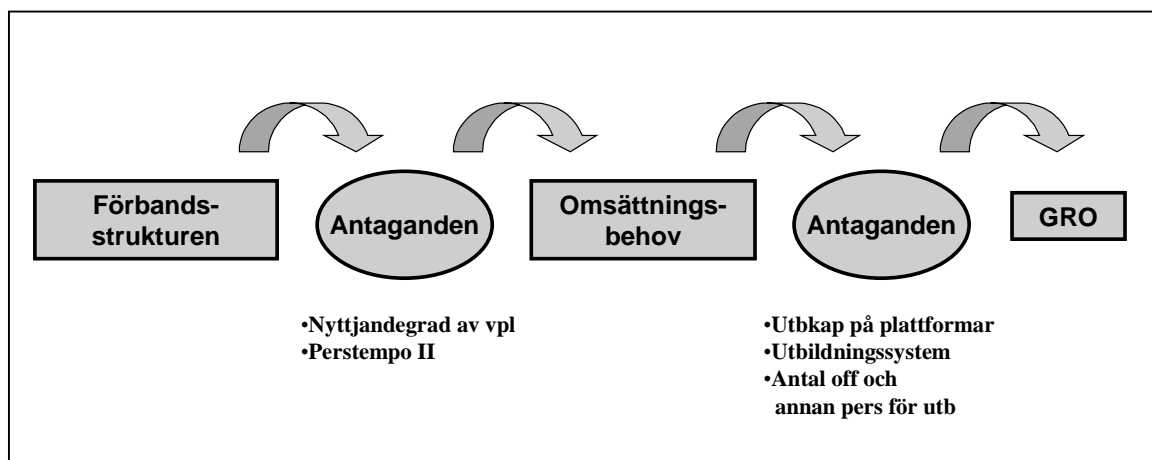 Förbands-
strukturen
Antaganden
Omsättnings-
behov
Antaganden
GRO
•Nyttjandegrad av vpl
•Perstempo II
•Utbkap på plattformar
•Utbildningssystem
•Antal off och
annan pers för utb